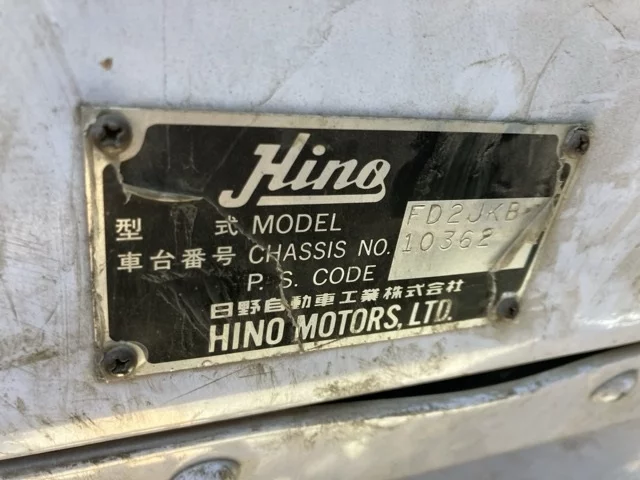 Hino
型 式 MODEL FD2JKB
車台番号 CHASSIS NO. 10362
P. S. CODE
日野自動車工業株式会社
HINO MOTORS, LTD.